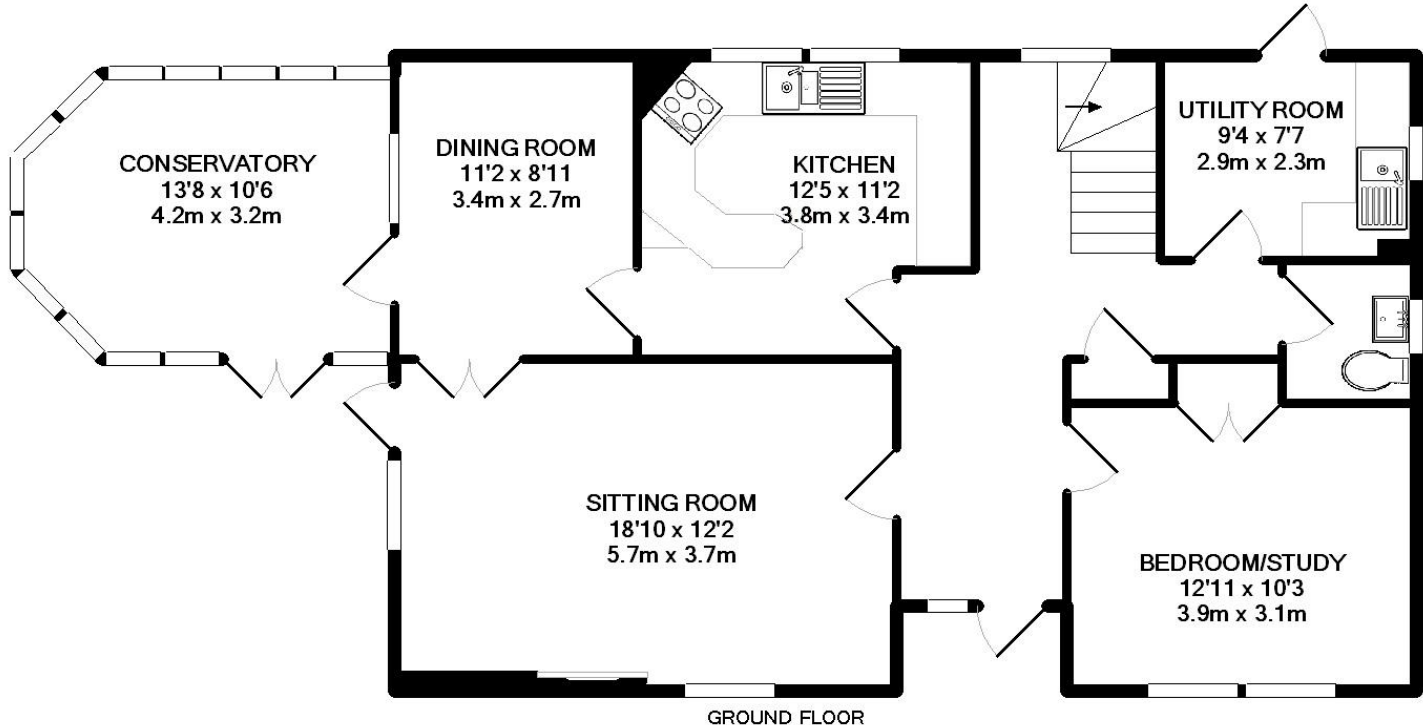 CONSERVATORY
13'8 x 10'6
4.2m x 3.2m
DINING ROOM
11'2 x 8'11
3.4m x 2.7m
KITCHEN
12'5 x 11'2
3.8m x 3.4m
UTILITY ROOM
9'4 x 7'7
2.9m x 2.3m
SITTING ROOM
18'10 x 12'2
5.7m x 3.7m
BEDROOM/STUDY
12'11 x 10'3
3.9m x 3.1m
GROUND FLOOR